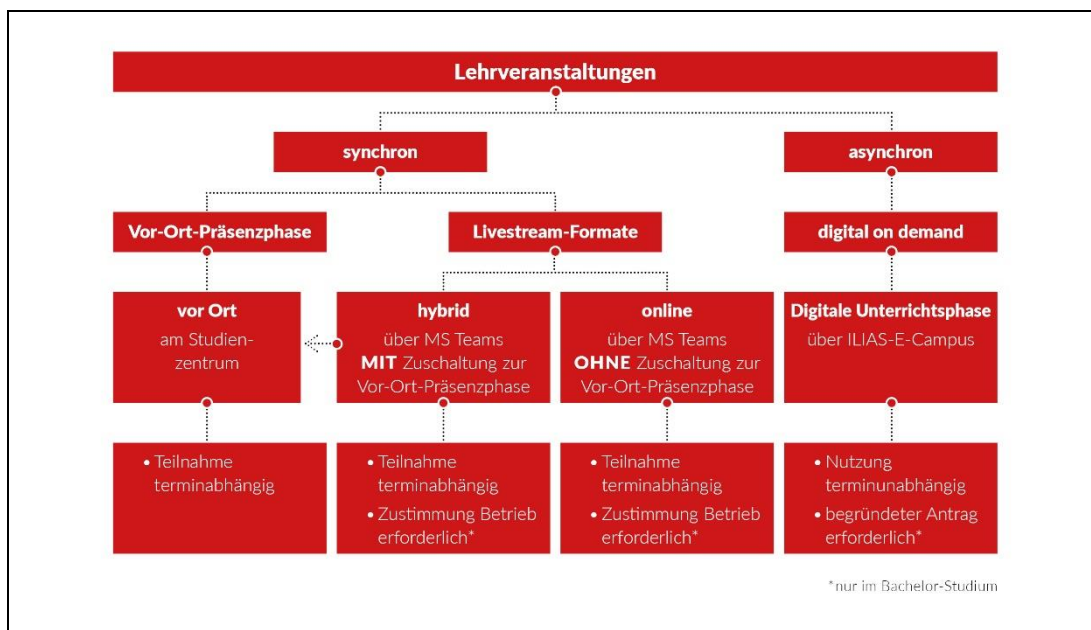 Lehrveranstaltungen
synchron
asynchron
Vor-Ort-Präsenzphase
Livestream-Formate
digital on demand
vor Ort
am Studien-
zentrum
hybrid
über MS Teams
MIT Zuschaltung zur
Vor-Ort-Präsenzphase
online
über MS Teams
OHNE Zuschaltung zur
Vor-Ort-Präsenzphase
Digitale Unterrichtsphase
über ILIAS-E-Campus
• Teilnahme
terminabhängig
• Teilnahme
terminabhängig
• Zustimmung Betrieb
erforderlich*
• Teilnahme
terminabhängig
• Zustimmung Betrieb
erforderlich*
• Nutzung
terminunabhängig
• begründeter Antrag
erforderlich*
*nur im Bachelor-Studium